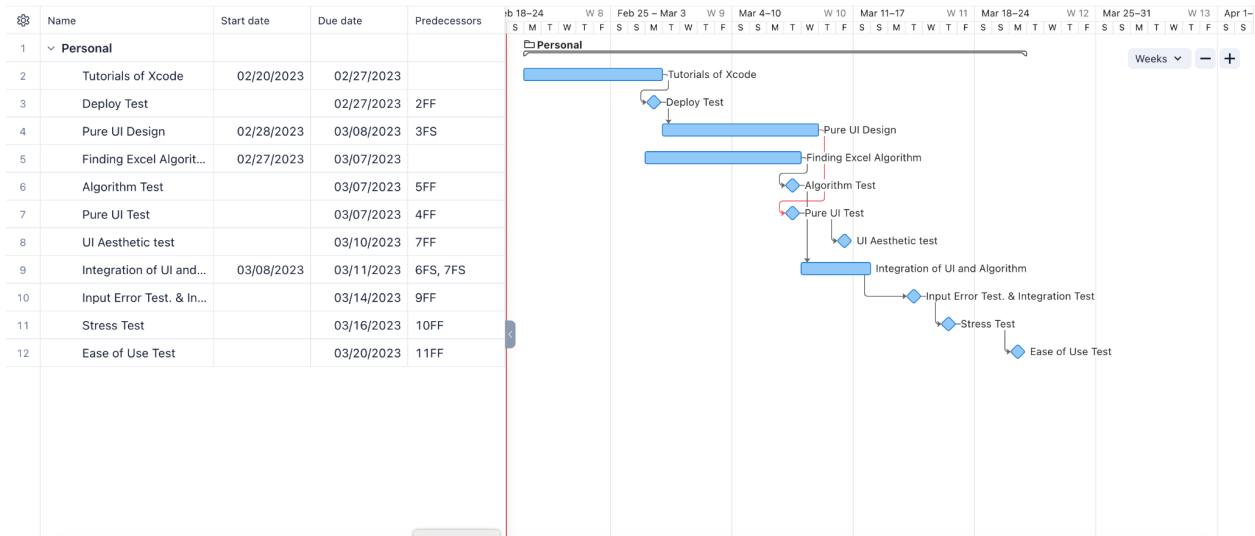 Name Start date Due date Predecessors
1 Personal
2 Tutorials of Xcode 02/20/2023 02/27/2023
3 Deploy Test 02/27/2023 2FF
4 Pure UI Design 02/28/2023 03/08/2023 3FS
5 Finding Excel Algorit... 02/27/2023 03/07/2023
6 Algorithm Test 03/07/2023 5FF
7 Pure UI Test 03/07/2023 4FF
8 UI Aesthetic test 03/10/2023 7FF
9 Integration of UI and... 03/08/2023 03/11/2023 6FS, 7FS
10 Input Error Test. & In... 03/14/2023 9FF
11 Stress Test 03/16/2023 10FF
12 Ease of Use Test 03/20/2023 11FF
b 18–24 W 8 Feb 25 – Mar 3 W 9 Mar 4–10 W 10 Mar 11–17 W 11 Mar 18–24 W 12 Mar 25–31 W 13 Apr 1–
S M T W T F S S M T W T F S S M T W T F S S M T W T F S S M T W T F S S M T W T F S S
Personal
Weeks
Tutorials of Xcode
Deploy Test
Pure UI Design
Finding Excel Algorithm
Algorithm Test
Pure UI Test
UI Aesthetic test
Integration of UI and Algorithm
Input Error Test. & Integration Test
Stress Test
Ease of Use Test